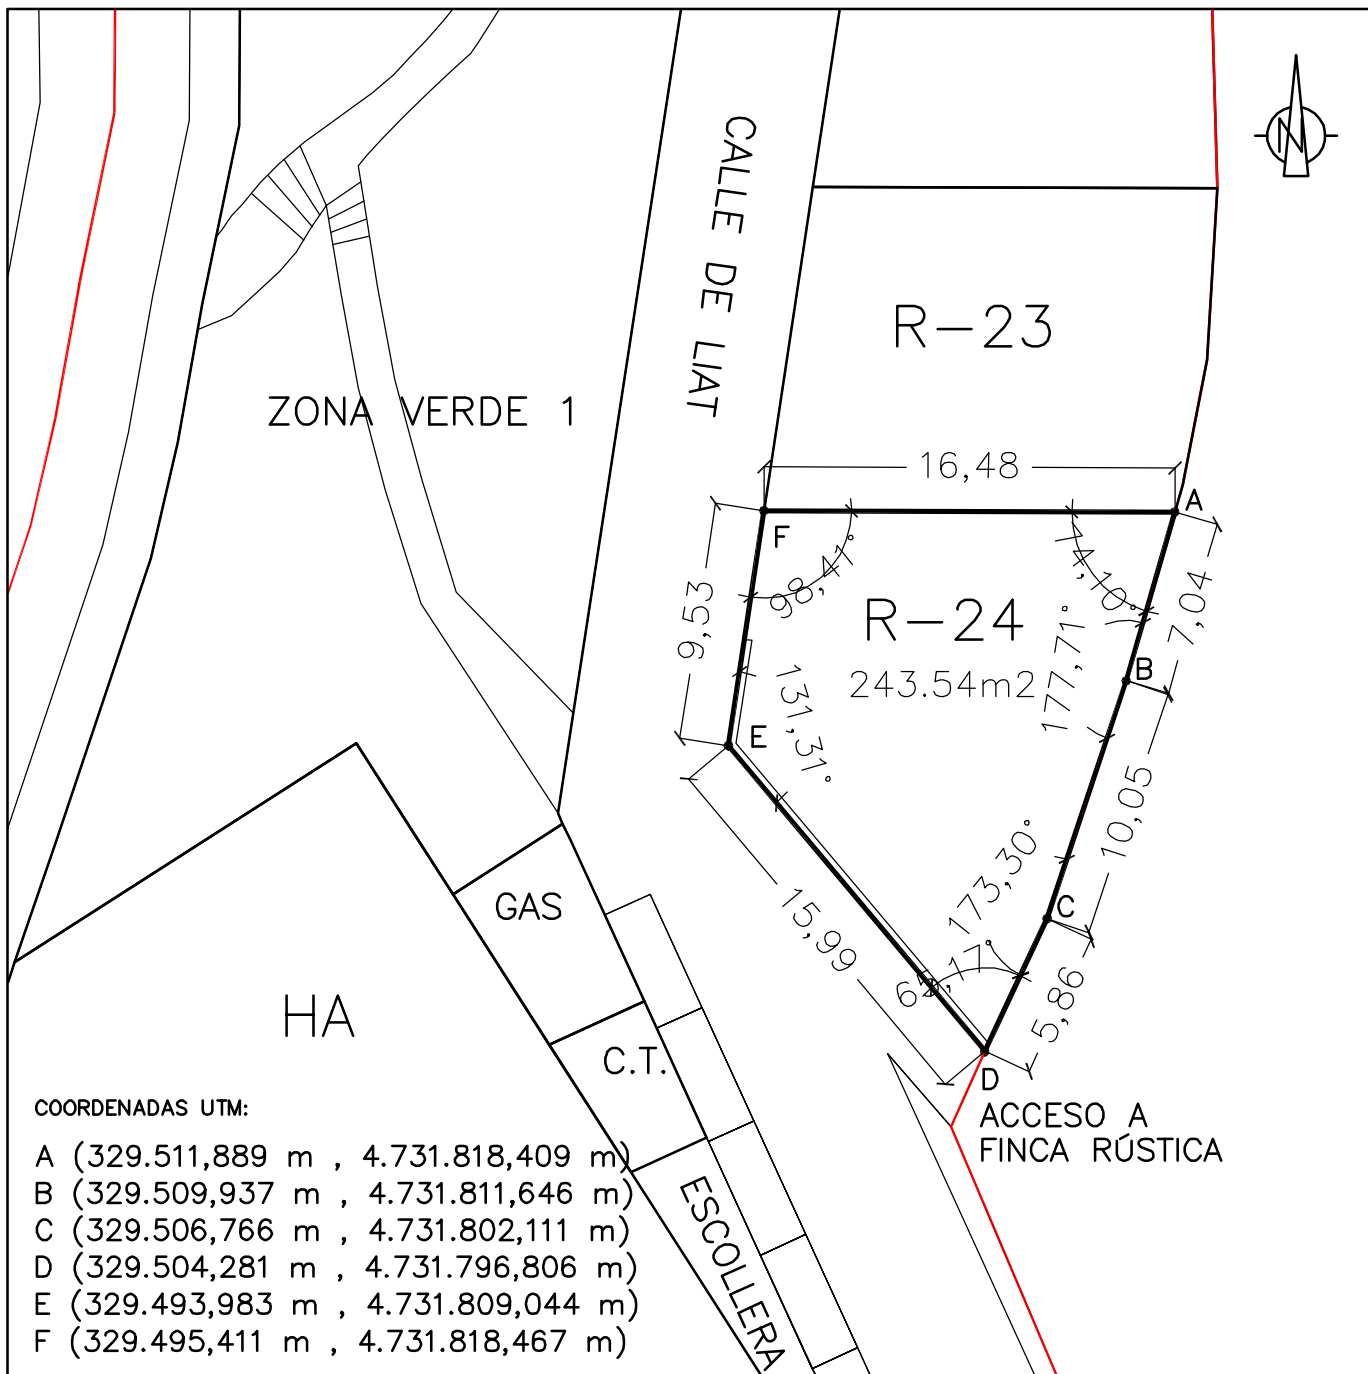 N
CALLE DE LIAT
R-23
ZONA VERDE 1
16,48
A
F
98,47°
74,10°
9,53
7,04
R-24
243.54m2
177,71°
B
E
131,31°
10,05
173,30°
C
15,99
5,86
D
GAS
HA
C.T.
ACCESO A
FINCA RÚSTICA
ESCOLLERA
COORDENADAS UTM:
A (329.511,889 m , 4.731.818,409 m)
B (329.509,937 m , 4.731.811,646 m)
C (329.506,766 m , 4.731.802,111 m)
D (329.504,281 m , 4.731.796,806 m)
E (329.493,983 m , 4.731.809,044 m)
F (329.495,411 m , 4.731.818,467 m)